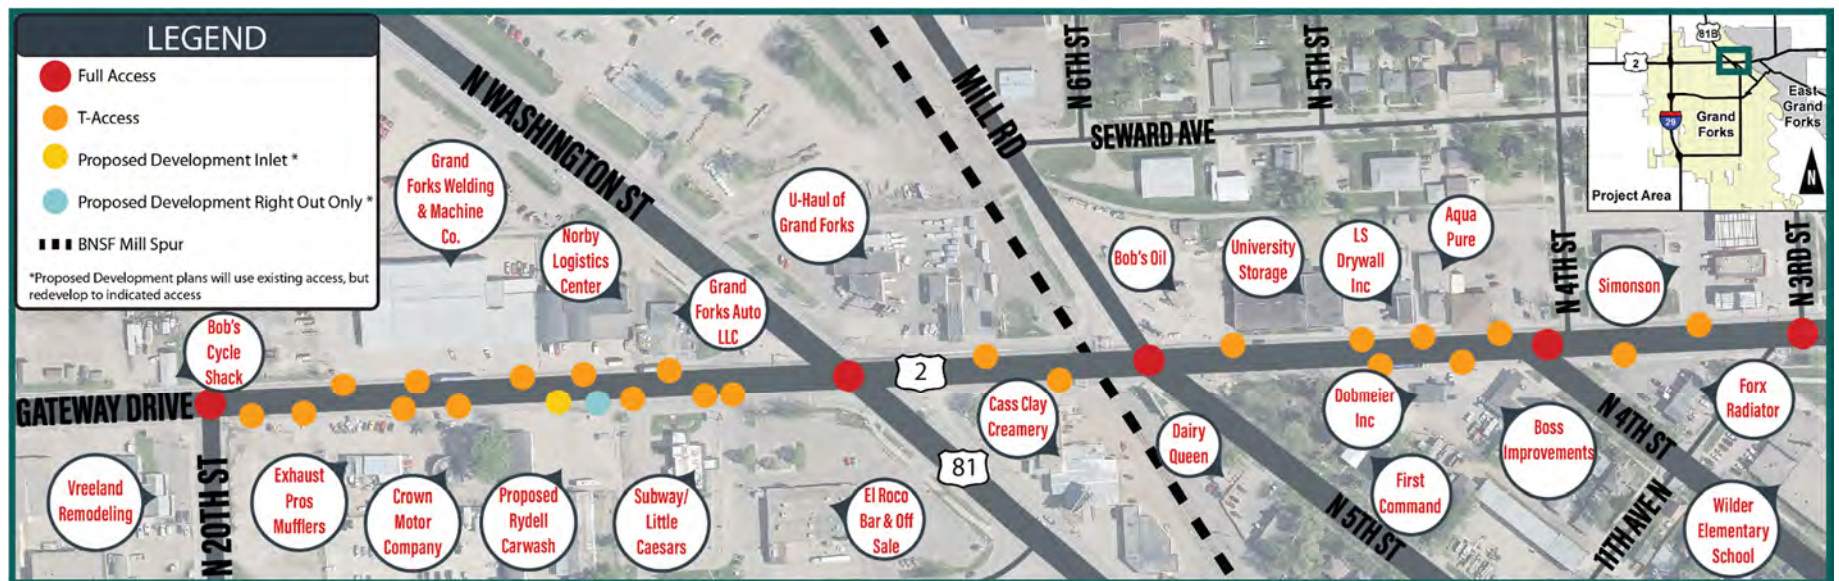 LEGEND
Full Access
T-Access
Proposed Development Inlet *
Proposed Development Right Out Only *
BNSF Mill Spur
*Proposed Development plans will use existing access, but
redevelop to indicated access
N WASHINGTON ST
MILL RD
N 6TH ST
N 5TH ST
SEWARD AVE
N 4TH ST
N 3RD ST
81B
2
29
Grand
Forks
East
Grand
Forks
N
Project Area
Grand
Forks Welding
& Machine
Co.
Norby
Logistics
Center
Grand
Forks Auto
LLC
U-Haul of
Grand Forks
Bob's Oil
University
Storage
LS
Drywall
Inc
Aqua
Pure
Simonson
Bob's
Cycle
Shack
GATEWAY DRIVE
2
81
N 20TH ST
Vreeland
Remodeling
Exhaust
Pros
Mufflers
Crown
Motor
Company
Proposed
Rydell
Carwash
Subway/
Little
Caesars
El Roco
Bar & Off
Sale
Cass Clay
Creamery
Dairy
Queen
N 5TH ST
Dobmeier
Inc
First
Command
Boss
Improvements
N 4TH ST
11TH AVE N
Forx
Radiator
Wilder
Elementary
School